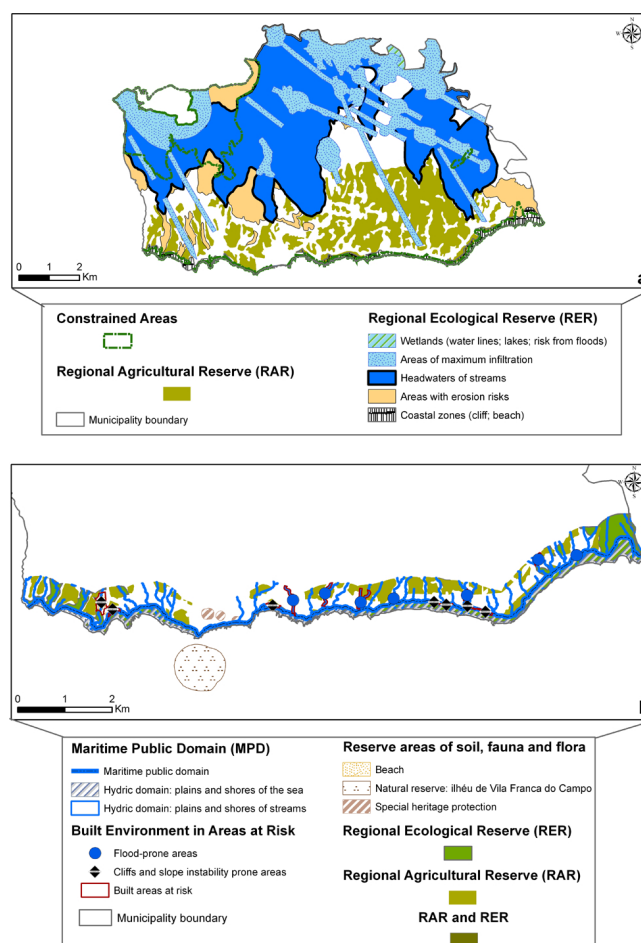 N
W E
S
0 1 2
Km
a
Constrained Areas
Regional Agricultural Reserve (RAR)
Municipality boundary
Regional Ecological Reserve (RER)
Wetlands (water lines; lakes; risk from floods)
Areas of maximum infiltration
Headwaters of streams
Areas with erosion risks
Coastal zones (cliff; beach)
N
W E
S
0 1 2
Km
Maritime Public Domain (MPD)
Maritime public domain
Hydric domain: plains and shores of the sea
Hydric domain: plains and shores of streams
Built Environment in Areas at Risk
Flood-prone areas
Cliffs and slope instability prone areas
Built areas at risk
Municipality boundary
Reserve areas of soil, fauna and flora
Beach
Natural reserve: ilhéu de Vila Franca do Campo
Special heritage protection
Regional Ecological Reserve (RER)
Regional Agricultural Reserve (RAR)
RAR and RER